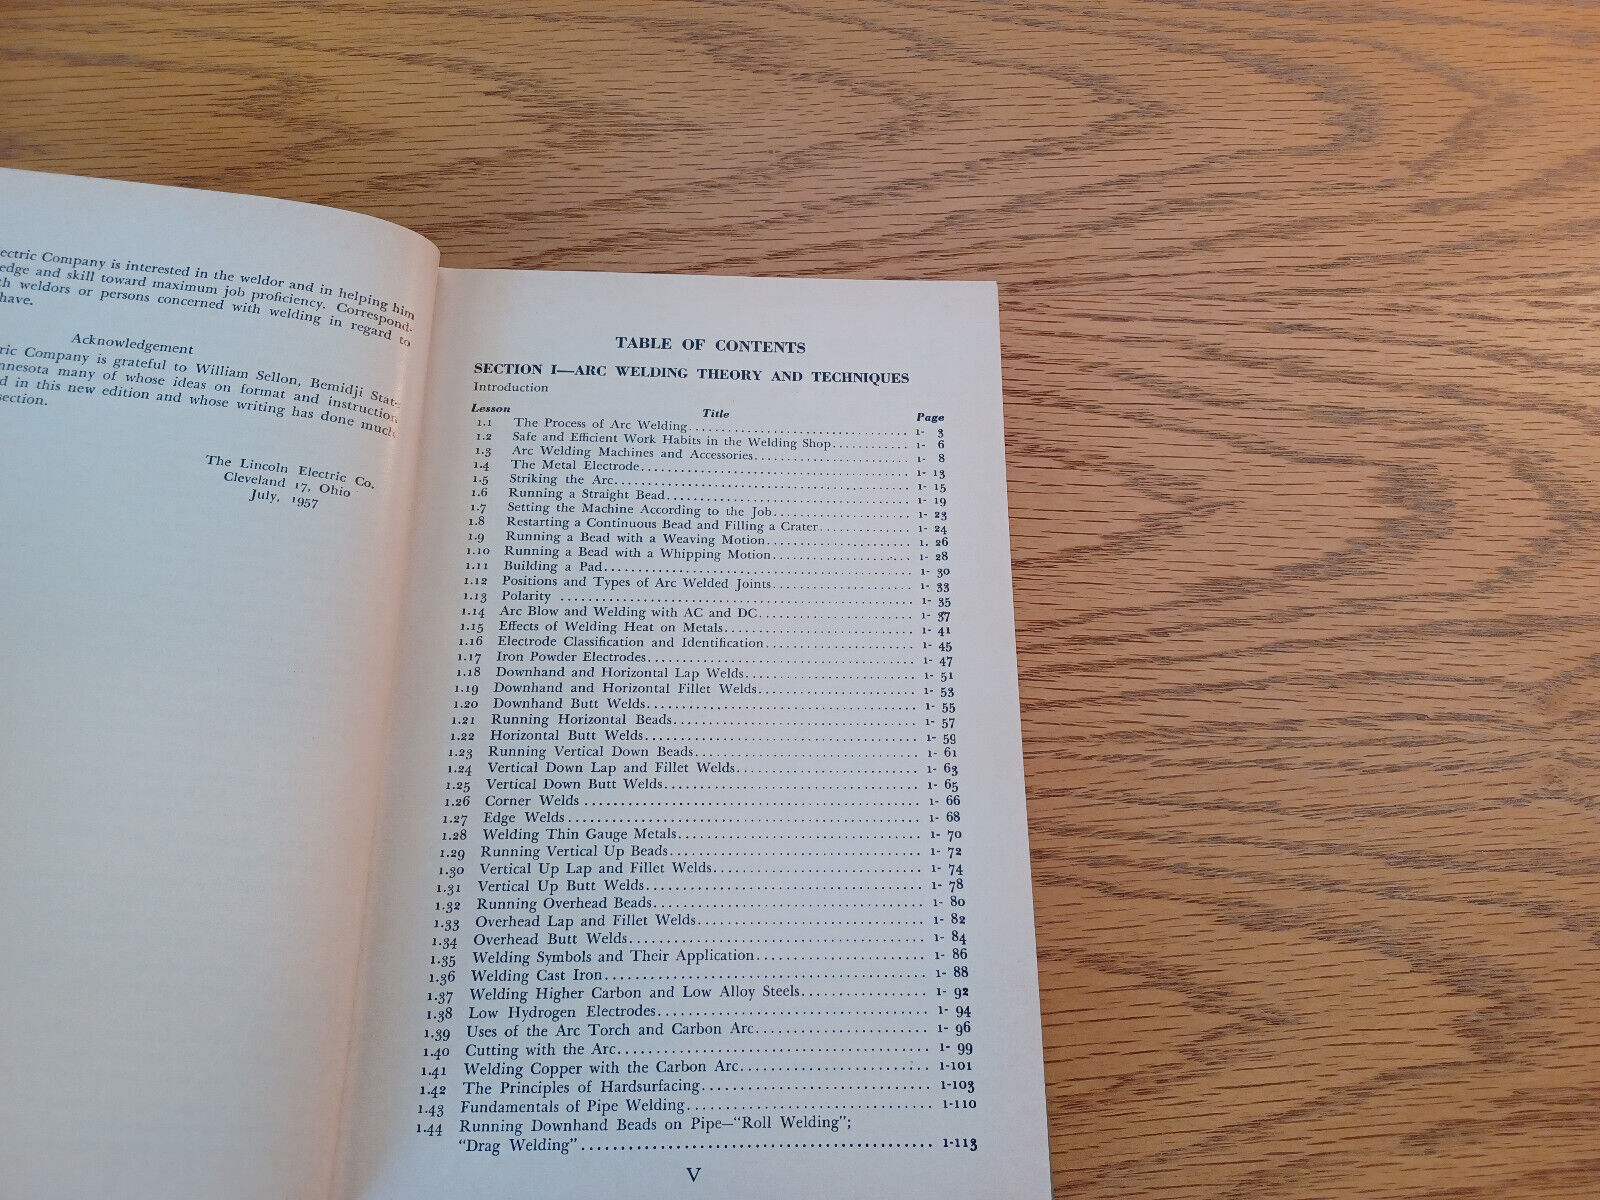 ectric Company is interested in the weldor and in helping him
edge and skill toward maximum job proficiency. Correspond-
th weldors or persons concerned with welding in regard to
have.
Acknowledgement
ric Company is grateful to William Sellon, Bemidji Stat-
nnesota many of whose ideas on format and instruction
d in this new edition and whose writing has done much
section.
The Lincoln Electric Co.
Cleveland 17, Ohio
July, 1957
TABLE OF CONTENTS
SECTION I—ARC WELDING THEORY AND TECHNIQUES
Introduction
Lesson Title Page
1.1 The Process of Arc Welding 1- 3
1.2 Safe and Efficient Work Habits in the Welding Shop 1- 6
1.3 Arc Welding Machines and Accessories 1- 8
1.4 The Metal Electrode 1- 13
1.5 Striking the Arc 1- 15
1.6 Running a Straight Bead 1- 19
1.7 Setting the Machine According to the Job 1- 23
1.8 Restarting a Continuous Bead and Filling a Crater 1- 24
1.9 Running a Bead with a Weaving Motion 1. 26
1.10 Running a Bead with a Whipping Motion 1- 28
1.11 Building a Pad 1- 30
1.12 Positions and Types of Arc Welded Joints 1- 33
1.13 Polarity 1- 35
1.14 Arc Blow and Welding with AC and DC 1- 37
1.15 Effects of Welding Heat on Metals 1- 41
1.16 Electrode Classification and Identification 1- 45
1.17 Iron Powder Electrodes 1- 47
1.18 Downhand and Horizontal Lap Welds 1- 51
1.19 Downhand and Horizontal Fillet Welds 1- 53
1.20 Downhand Butt Welds 1- 55
1.21 Running Horizontal Beads 1- 57
1.22 Horizontal Butt Welds 1- 59
1.23 Running Vertical Down Beads 1- 61
1.24 Vertical Down Lap and Fillet Welds 1- 63
1.25 Vertical Down Butt Welds 1- 65
1.26 Corner Welds 1- 66
1.27 Edge Welds 1- 68
1.28 Welding Thin Gauge Metals 1- 70
1.29 Running Vertical Up Beads 1- 72
1.30 Vertical Up Lap and Fillet Welds 1- 74
1.31 Vertical Up Butt Welds 1- 78
1.32 Running Overhead Beads 1- 80
1.33 Overhead Lap and Fillet Welds 1- 82
1.34 Overhead Butt Welds 1- 84
1.35 Welding Symbols and Their Application 1- 86
1.36 Welding Cast Iron 1- 88
1.37 Welding Higher Carbon and Low Alloy Steels 1- 92
1.38 Low Hydrogen Electrodes 1- 94
1.39 Uses of the Arc Torch and Carbon Arc 1- 96
1.40 Cutting with the Arc 1- 99
1.41 Welding Copper with the Carbon Arc 1-101
1.42 The Principles of Hardsurfacing 1-103
1.43 Fundamentals of Pipe Welding 1-110
1.44 Running Downhand Beads on Pipe—"Roll Welding";
"Drag Welding" 1-113
V